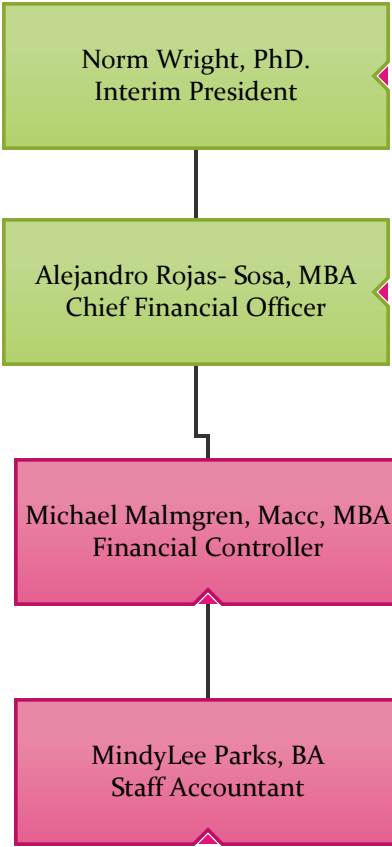 Norm Wright, PhD.
Interim President
Alejandro Rojas- Sosa, MBA
Chief Financial Officer
Michael Malmgren, Macc, MBA
Financial Controller
MindyLee Parks, BA
Staff Accountant